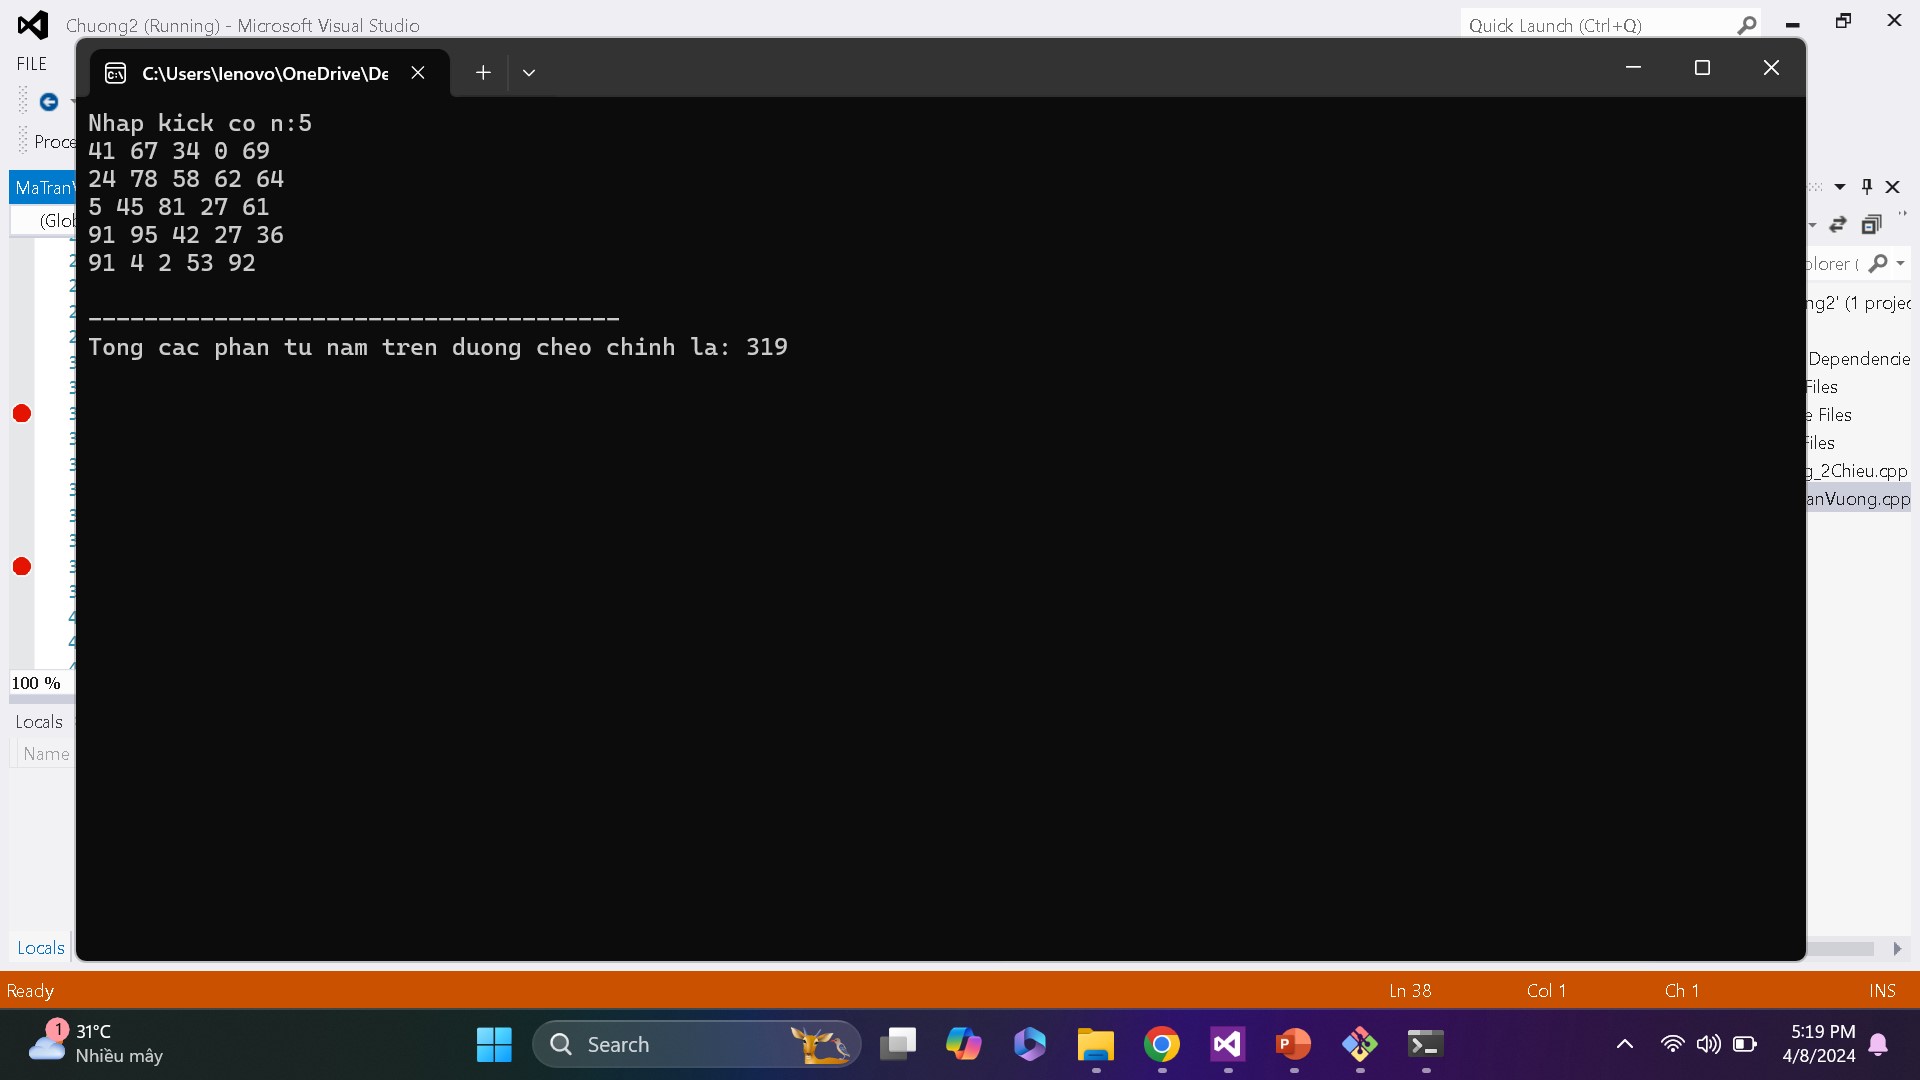 Chuong2 (Running) - Microsoft Visual Studio
Quick Launch (Ctrl+Q)
FILE
C:\Users\lenovo\OneDrive\De
Nhap kick co n:5
41 67 34 0 69
24 78 58 62 64
5 45 81 27 61
91 95 42 27 36
91 4 2 53 92
--------------------------------------
Tong cac phan tu nam tren duong cheo chinh la: 319
Proce
MaTranV
(Glob
100 %
Locals
Name
Locals
plorer (
ng2' (1 projec
Dependencie
Files
e Files
Files
g_2Chieu.cpp
anVuong.cpp
Ready
Ln 38
Col 1
Ch 1
INS
1
31°C
Nhiều mây
Search
5:19 PM
4/8/2024